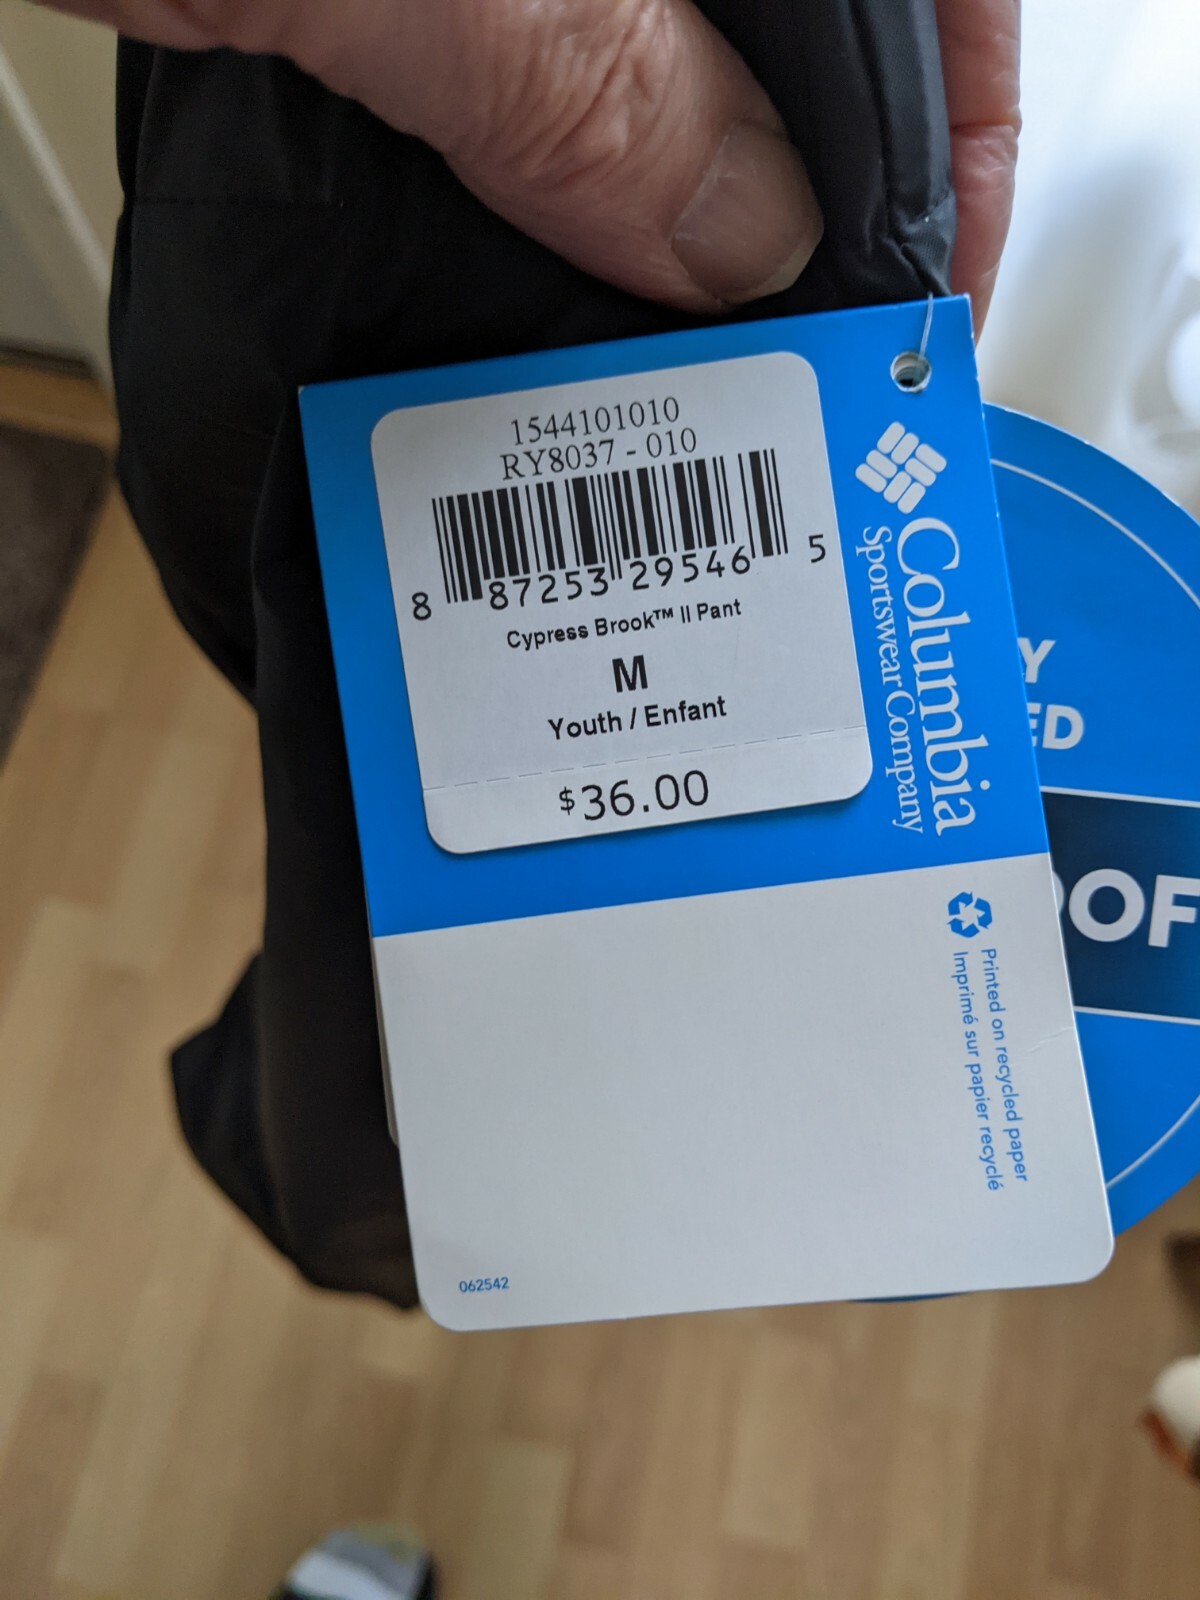 1544101010
RY8037 - 010
8 87253 29546 5
Cypress Brook™ II Pant
M
Youth / Enfant
$36.00
Columbia
Sportswear Company
Printed on recycled paper
Imprimé sur papier recyclé
062542